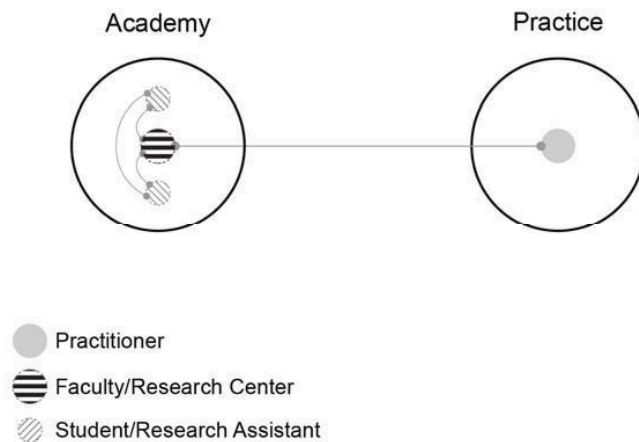 Academy
Practice
Practitioner
Faculty/Research Center
Student/Research Assistant